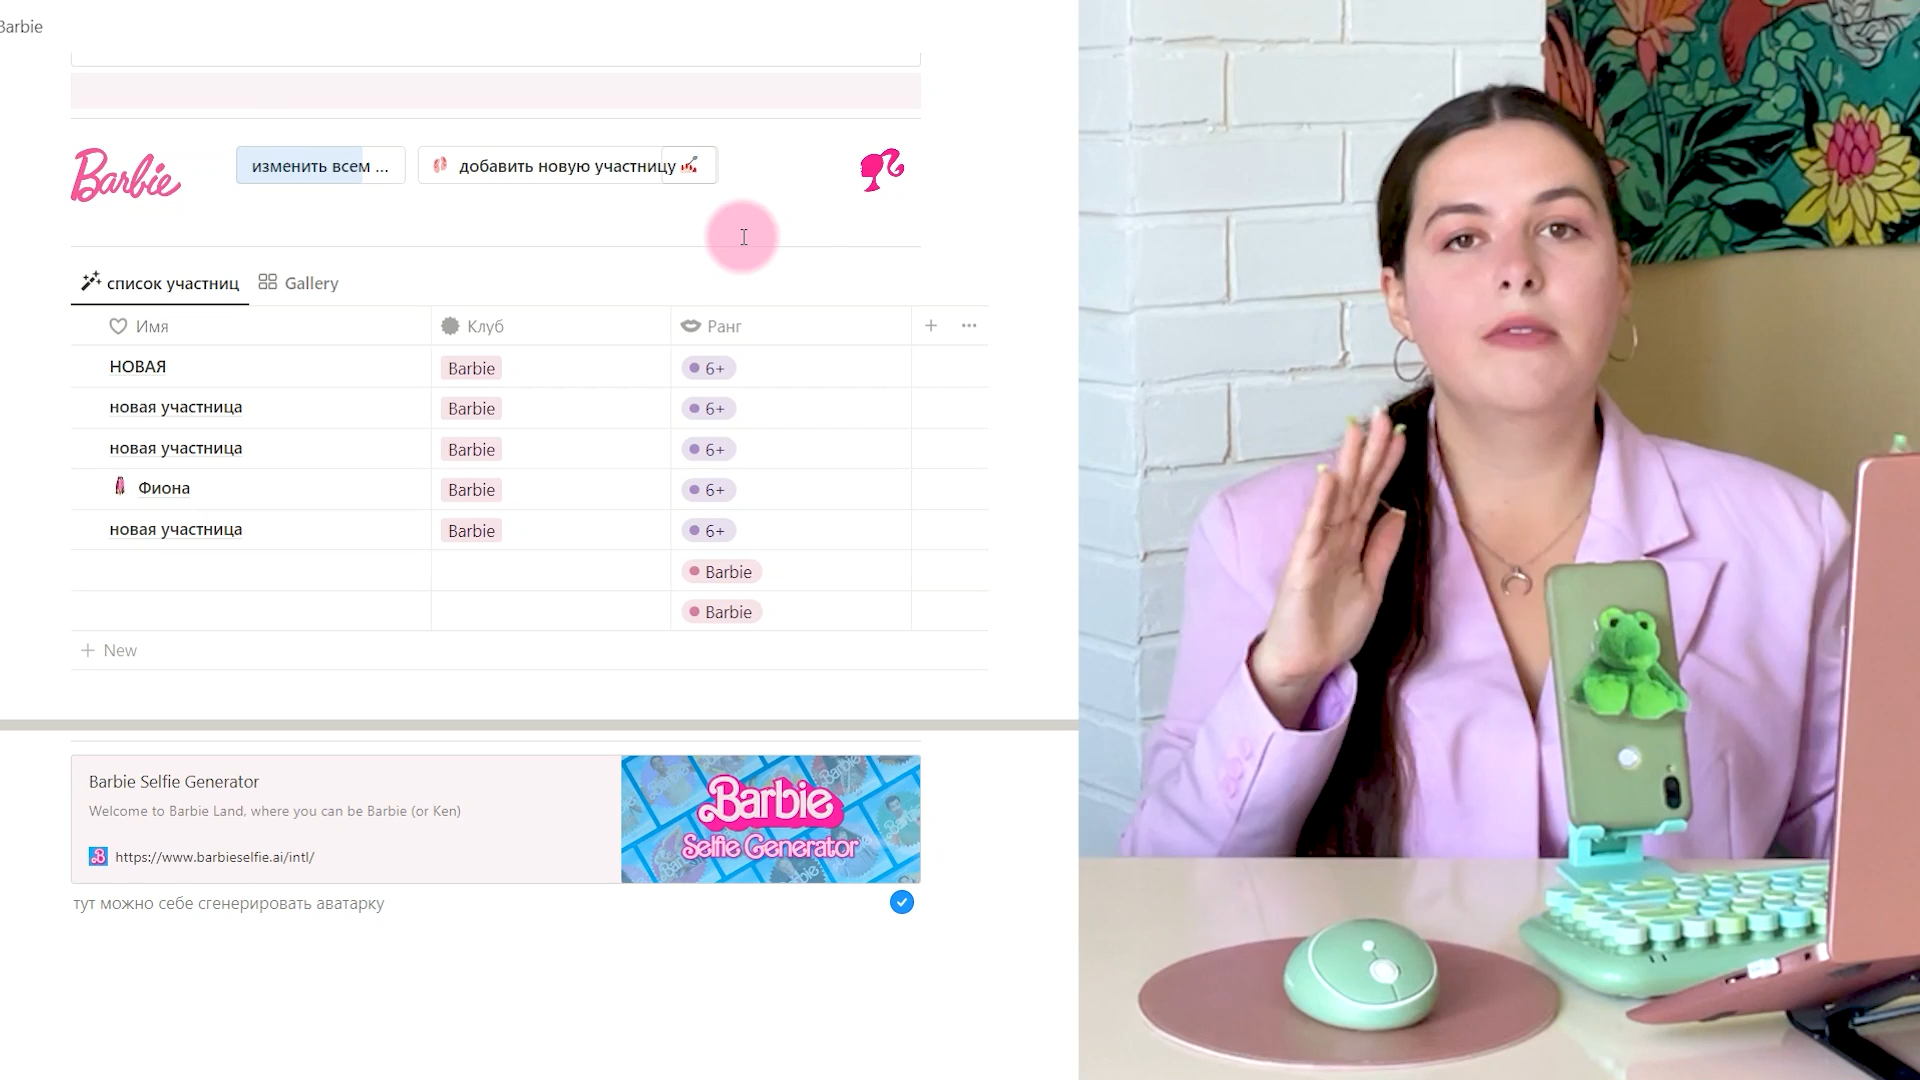 Barbie
Barbie
изменить всем ...
добавить новую участницу
список участниц
Gallery
Имя
Клуб
Ранг
НОВАЯ
Barbie
6+
новая участница
Barbie
6+
новая участница
Barbie
6+
Фиона
Barbie
6+
новая участница
Barbie
6+
Barbie
Barbie
New
Barbie Selfie Generator
Welcome to Barbie Land, where you can be Barbie (or Ken)
B
https://www.barbieselfie.ai/intl/
Barbie
Selfie Generator
тут можно себе сгенерировать аватарку